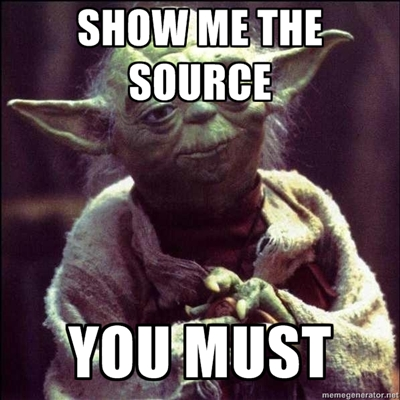 SHOW ME THE
SOURCE
YOU MUST
memegenerator.net